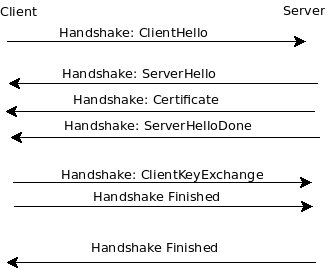 Client
Server
Handshake: ClientHello
Handshake: ServerHello
Handshake: Certificate
Handshake: ServerHelloDone
Handshake: ClientKeyExchange
Handshake Finished
Handshake Finished